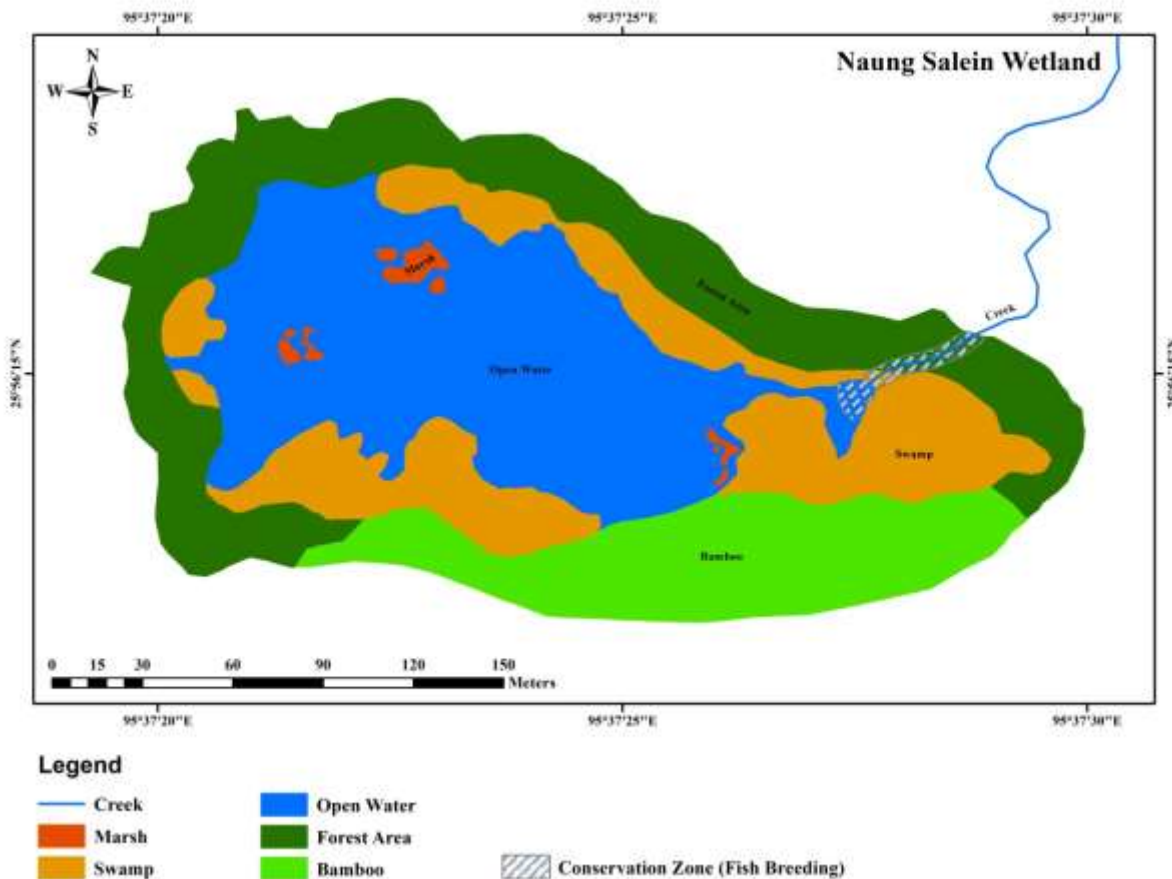 95°37'20"E 95°37'25"E 95°37'30"E
Naung Salein Wetland
N
W E
S
Marsh
Forest Area
Creek
25°56'15"N
Open Water
Swamp
Bamboo
0 15 30 60 90 120 150
Meters
95°37'20"E 95°37'25"E 95°37'30"E
Legend
Creek
Marsh
Swamp
Open Water
Forest Area
Bamboo
Conservation Zone (Fish Breeding)